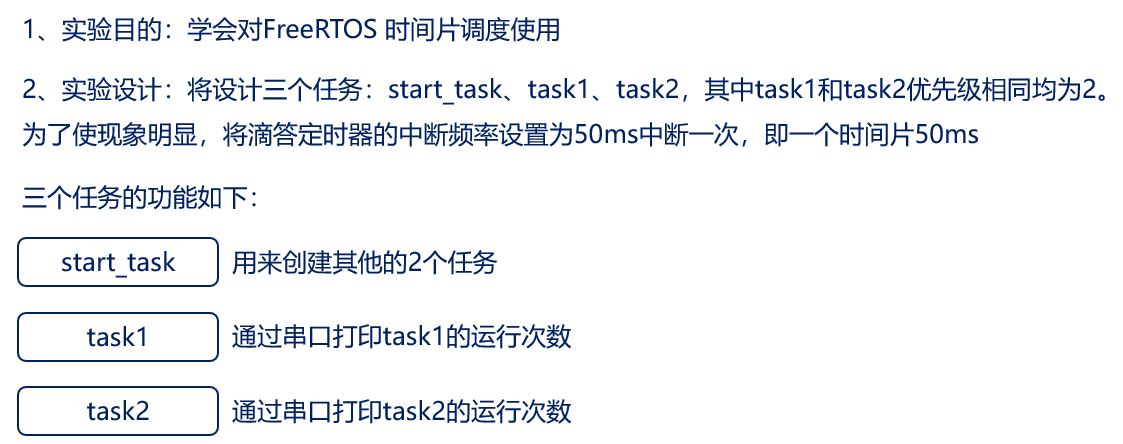 1、实验目的：学会对FreeRTOS 时间片调度使用
2、实验设计：将设计三个任务：start_task、task1、task2，其中task1和task2优先级相同均为2。
为了使现象明显，将滴答定时器的中断频率设置为50ms中断一次，即一个时间片50ms
三个任务的功能如下：
start_task 用来创建其他的2个任务
task1 通过串口打印task1的运行次数
task2 通过串口打印task2的运行次数